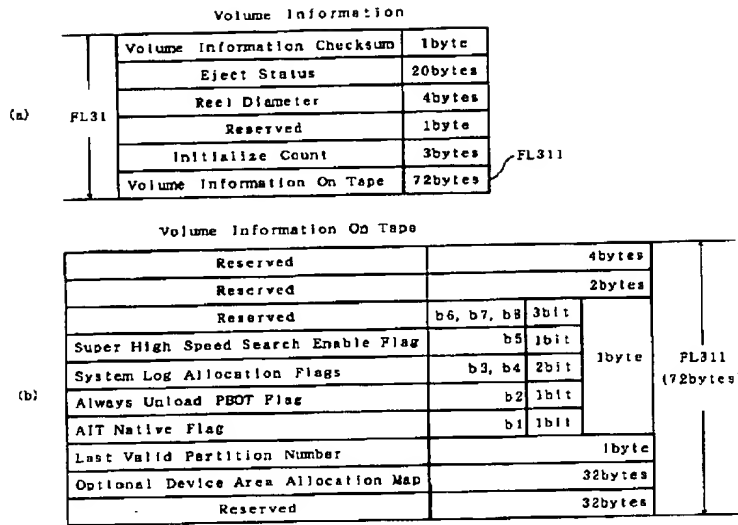 Volume Information
Volume Information Checksum 1byte
Eject Status 20bytes
Reel Diameter 4bytes
(a) FL31
Reserved 1byte
Initialize Count 3bytes
FL311
Volume Information On Tape 72bytes
Volume Information On Tape
Reserved 4bytes
Reserved 2bytes
Reserved b6, b7, b8 3bit
Super High Speed Search Enable Flag b5 1bit
1byte
FL311
(72bytes)
System Log Allocation Flags b3, b4 2bit
(b)
Always Unload PBOT Flag b2 1bit
AIT Native Flag b1 1bit
Last Valid Partition Number 1byte
Optional Device Area Allocation Map 32bytes
Reserved 32bytes